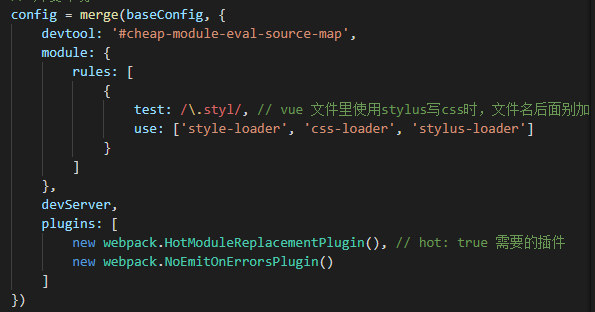 config = merge(baseConfig, {
    devtool: '#cheap-module-eval-source-map',
    module: {
        rules: [
            {
                test: /\.styl/, // vue 文件里使用stylus写css时，文件名后面别加
                use: ['style-loader', 'css-loader', 'stylus-loader']
            }
        ]
    },
    devServer,
    plugins: [
        new webpack.HotModuleReplacementPlugin(), // hot: true 需要的插件
        new webpack.NoEmitOnErrorsPlugin()
    ]
})